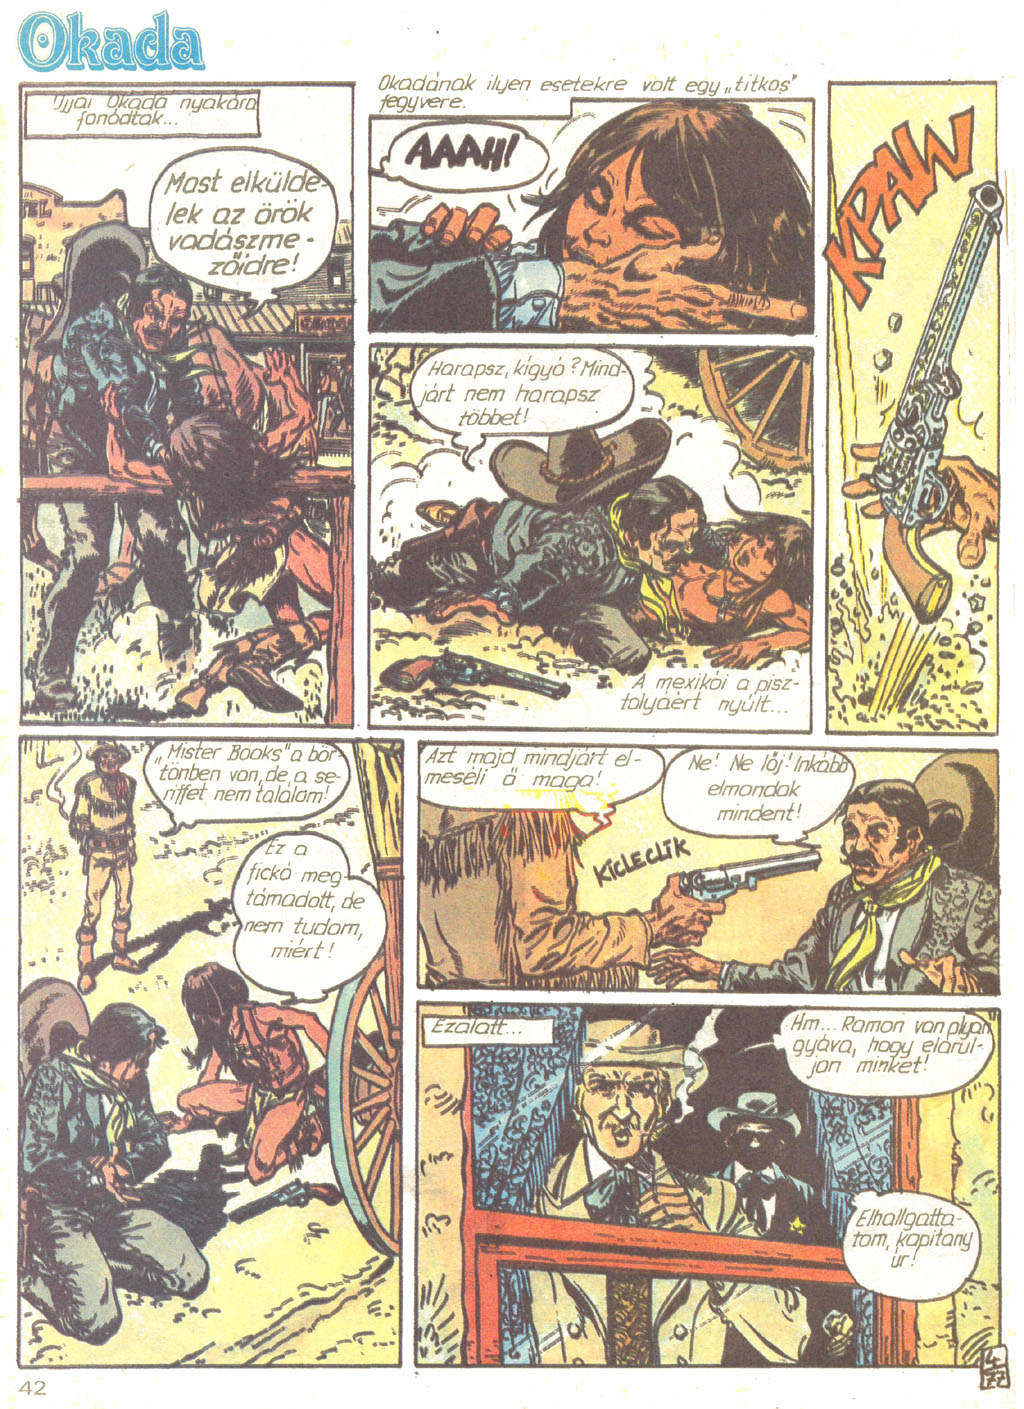 Okada
Ujjai Okada nyakára
fonódtak...
Most elkülde-
lek az örök
vadászme-
zőidre!
Okadának ilyen esetekre volt egy „titkos"
fegyvere.
AAAH!
Harapsz, kígyó? Mind-
járt nem harapsz
többet!
A mexikói a pisz-
tolyáért nyúlt...
KPAW
„Mister Books" a bör-
tönben van, de a se-
riffet nem találom!
Ez a
fickó meg-
támadott, de
nem tudom,
miért!
Azt majd mindjárt el-
meséli ő maga!
Ne! Ne lőj! Inkább
elmondok
mindent!
KICLECLIK
Ezalatt...
Hm... Ramon van olyan
gyáva, hogy elárul-
jon minket!
Elhallgatta-
tom, kapitány
úr!
42
4
ZZ